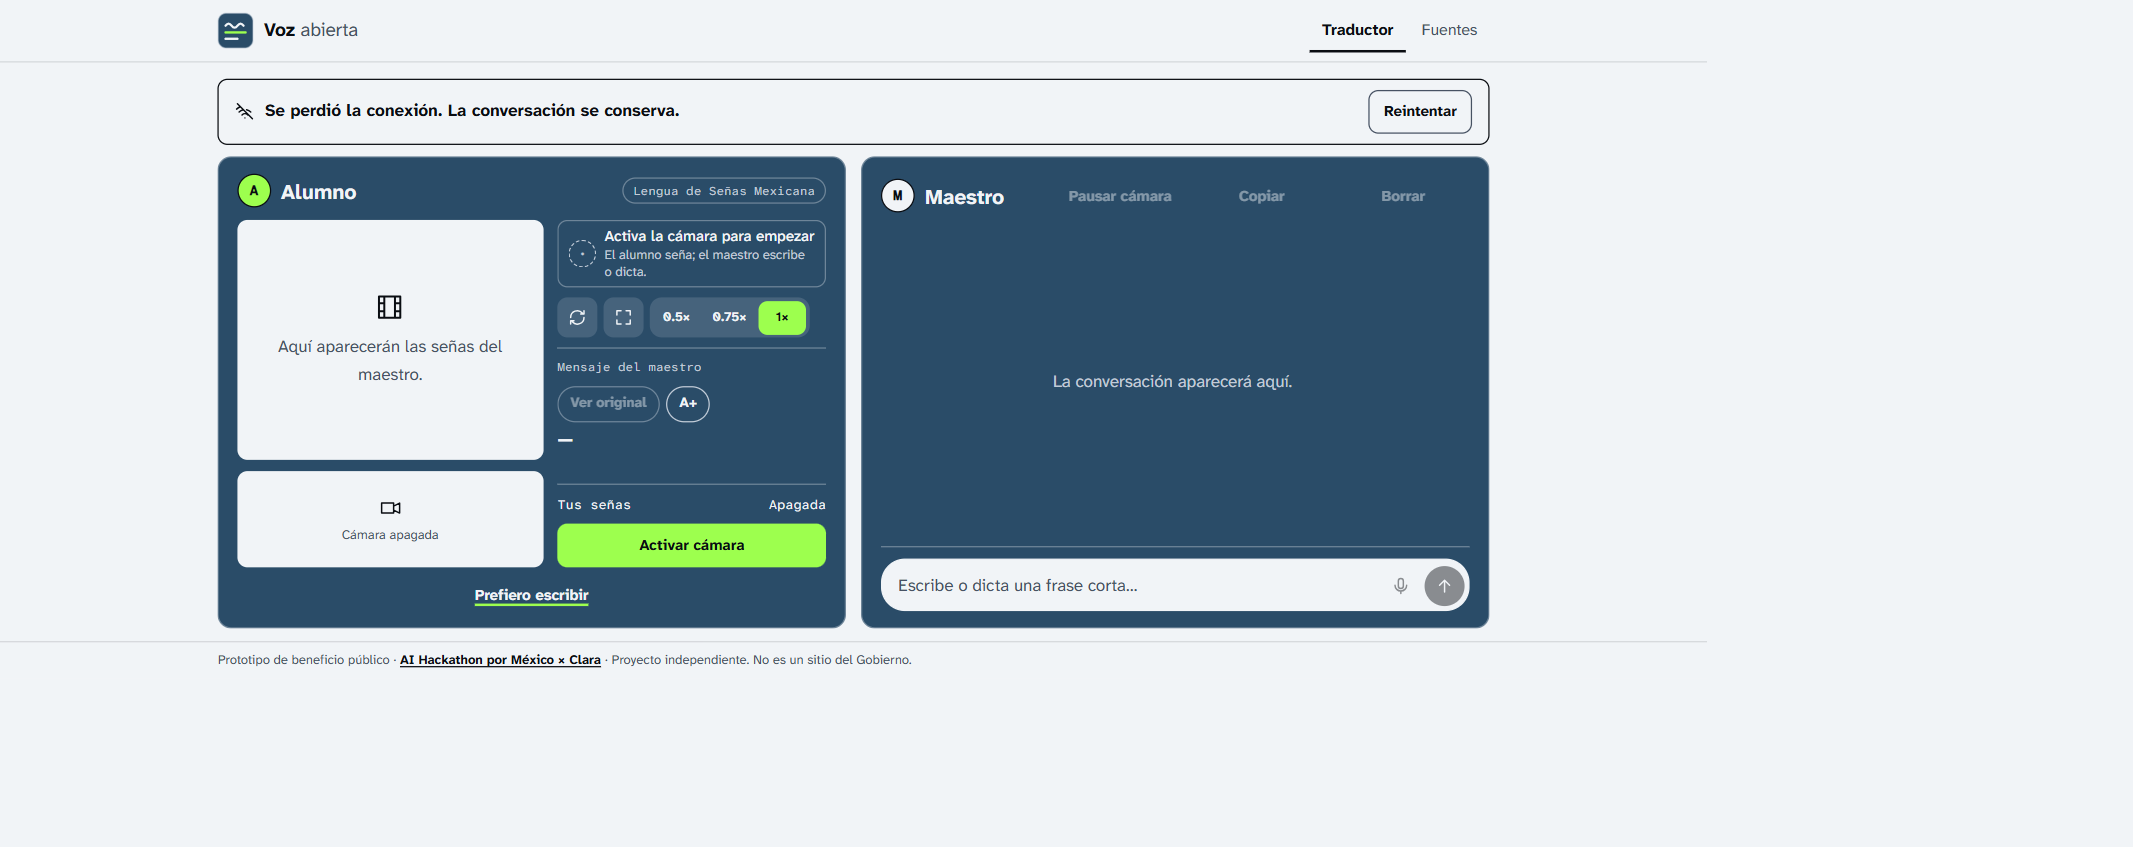 Voz abierta
Traductor
Fuentes
Se perdió la conexión. La conversación se conserva.
Reintentar
A
Alumno
Lengua de Señas Mexicana
Aquí aparecerán las señas del
maestro.
Activa la cámara para empezar
El alumno seña; el maestro escribe
o dicta.
0.5×
0.75×
1×
Mensaje del maestro
Ver original
A+
—
Cámara apagada
Tus señas
Apagada
Activar cámara
Prefiero escribir
M
Maestro
Pausar cámara
Copiar
Borrar
La conversación aparecerá aquí.
Escribe o dicta una frase corta...
Prototipo de beneficio público · AI Hackathon por México × Clara · Proyecto independiente. No es un sitio del Gobierno.